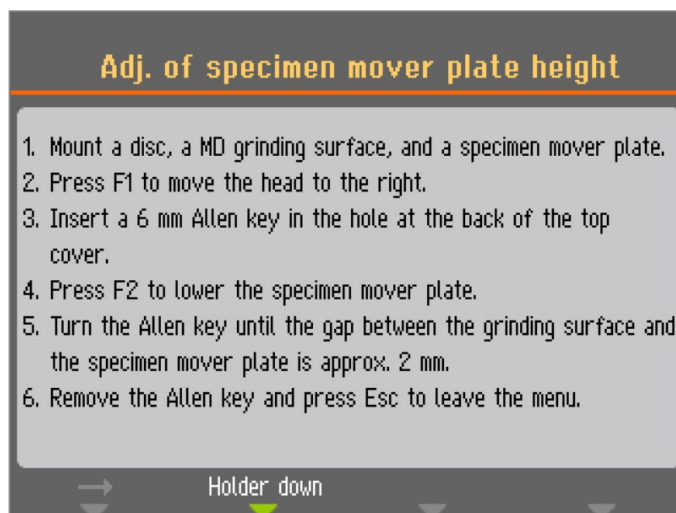 Adj. of specimen mover plate height
1. Mount a disc, a MD grinding surface, and a specimen mover plate.
2. Press F1 to move the head to the right.
3. Insert a 6 mm Allen key in the hole at the back of the top
cover.
4. Press F2 to lower the specimen mover plate.
5. Turn the Allen key until the gap between the grinding surface and
the specimen mover plate is approx. 2 mm.
6. Remove the Allen key and press Esc to leave the menu.
Holder down